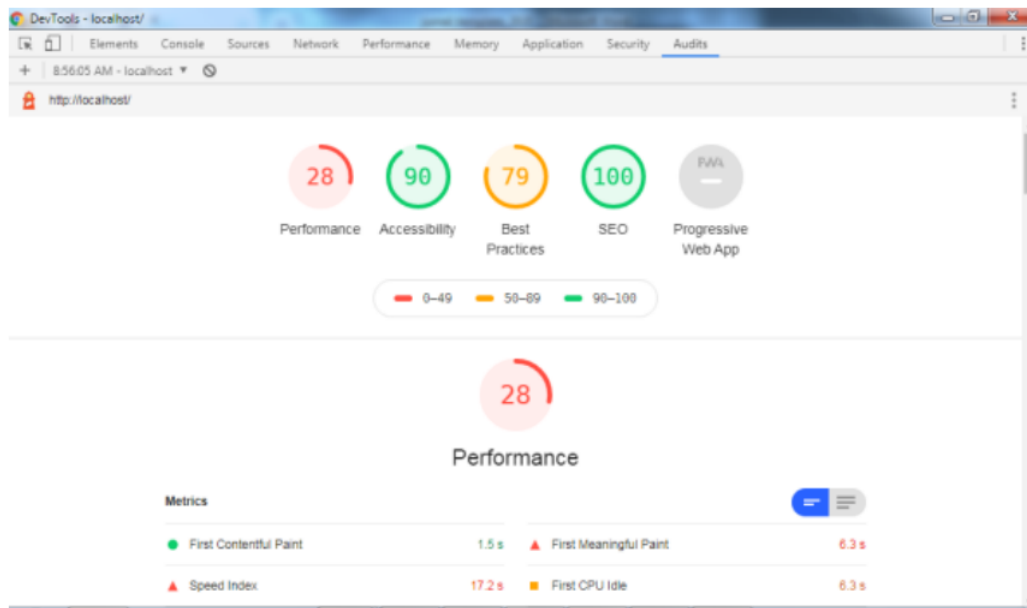 DevTools - localhost/
Elements Console Sources Network Performance Memory Application Security Audits
8:56:05 AM - localhost
http://localhost/
28 90 79 100 PWA
Performance Accessibility Best Practices SEO Progressive Web App
0–49 50–89 90–100
28
Performance
Metrics
First Contentful Paint 1.5 s First Meaningful Paint 6.3 s
Speed Index 17.2 s First CPU Idle 6.3 s